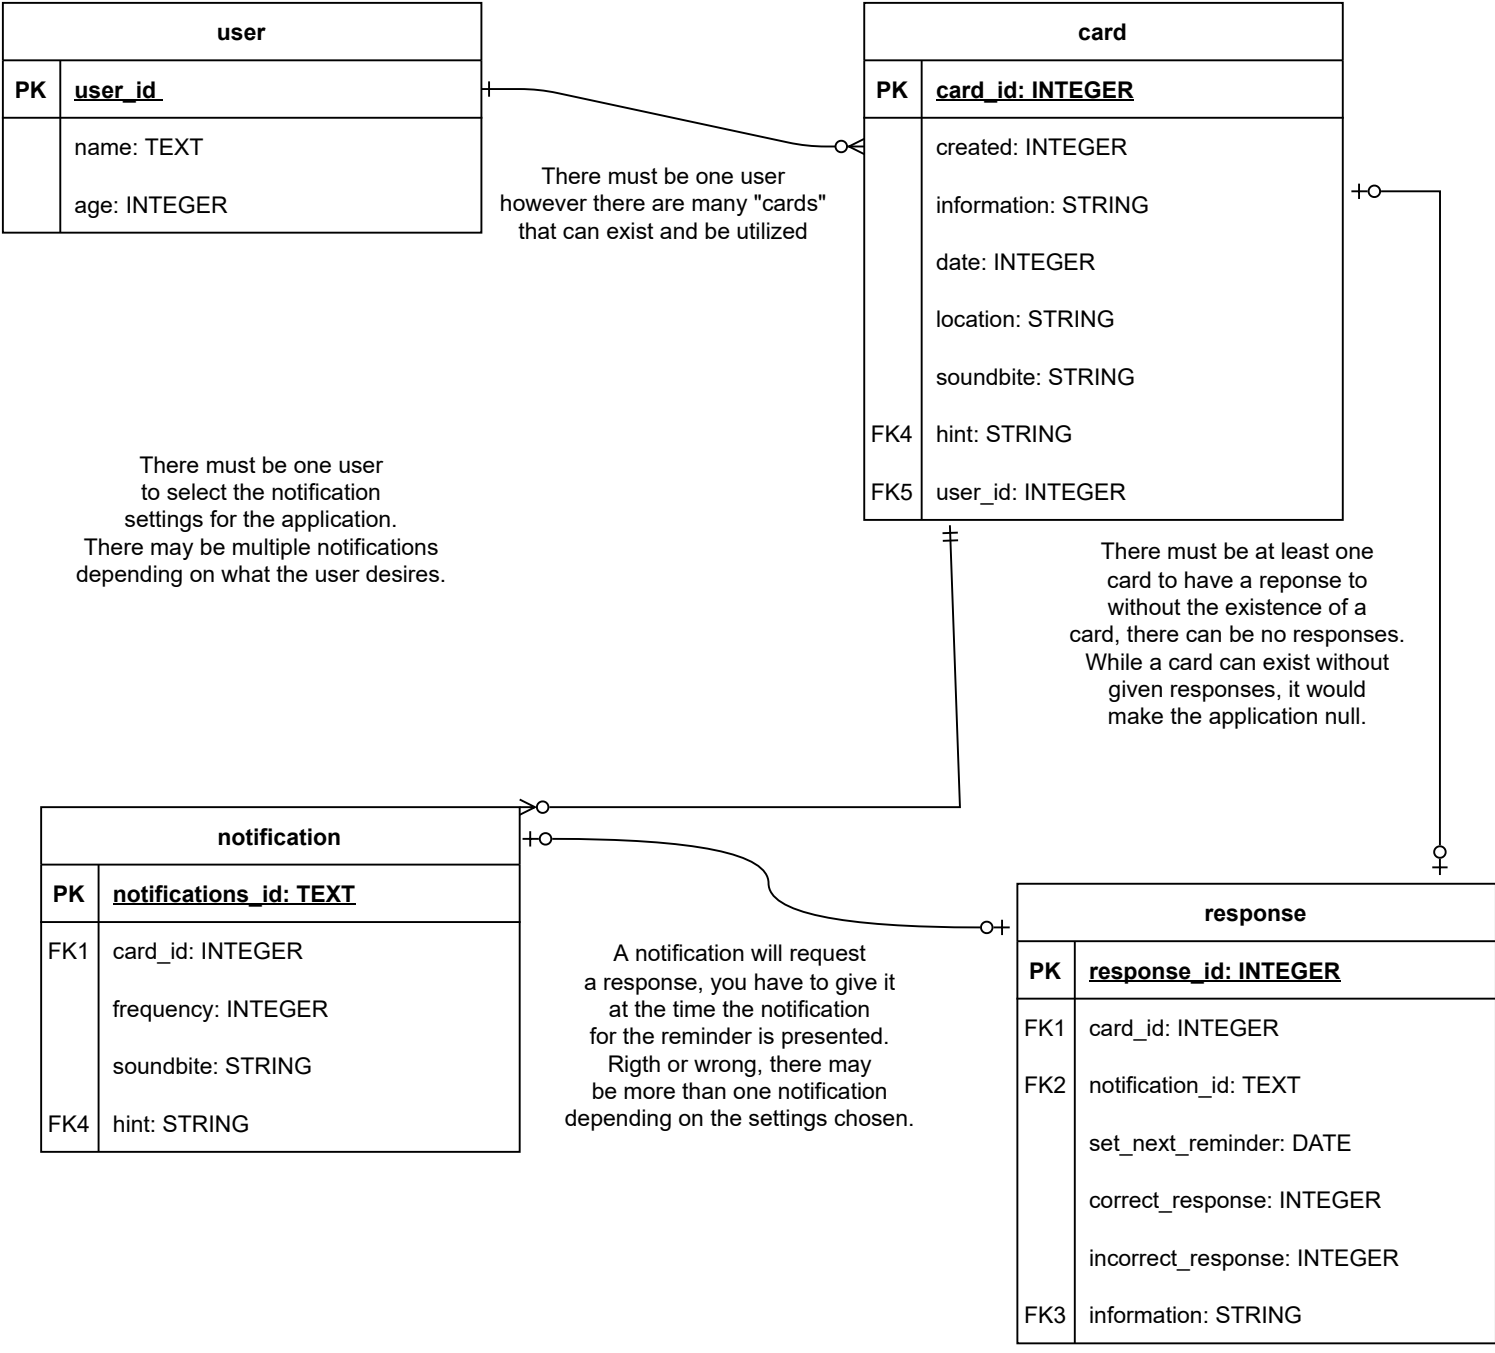 user
PK user_id
name: TEXT
age: INTEGER
There must be one user
however there are many "cards"
that can exist and be utilized
card
PK card_id: INTEGER
created: INTEGER
information: STRING
date: INTEGER
location: STRING
soundbite: STRING
FK4 hint: STRING
FK5 user_id: INTEGER
There must be one user
to select the notification
settings for the application.
There may be multiple notifications
depending on what the user desires.
There must be at least one
card to have a reponse to
without the existence of a
card, there can be no responses.
While a card can exist without
given responses, it would
make the application null.
notification
PK notifications_id: TEXT
FK1 card_id: INTEGER
frequency: INTEGER
soundbite: STRING
FK4 hint: STRING
A notification will request
a response, you have to give it
at the time the notification
for the reminder is presented.
Rigth or wrong, there may
be more than one notification
depending on the settings chosen.
response
PK response_id: INTEGER
FK1 card_id: INTEGER
FK2 notification_id: TEXT
set_next_reminder: DATE
correct_response: INTEGER
incorrect_response: INTEGER
FK3 information: STRING